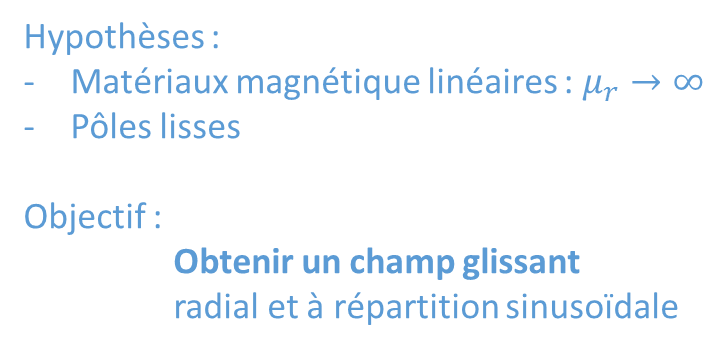 Hypothèses :
- Matériaux magnétique linéaires : μᵣ → ∞
- Pôles lisses
Objectif :
Obtenir un champ glissant
radial et à répartition sinusoïdale